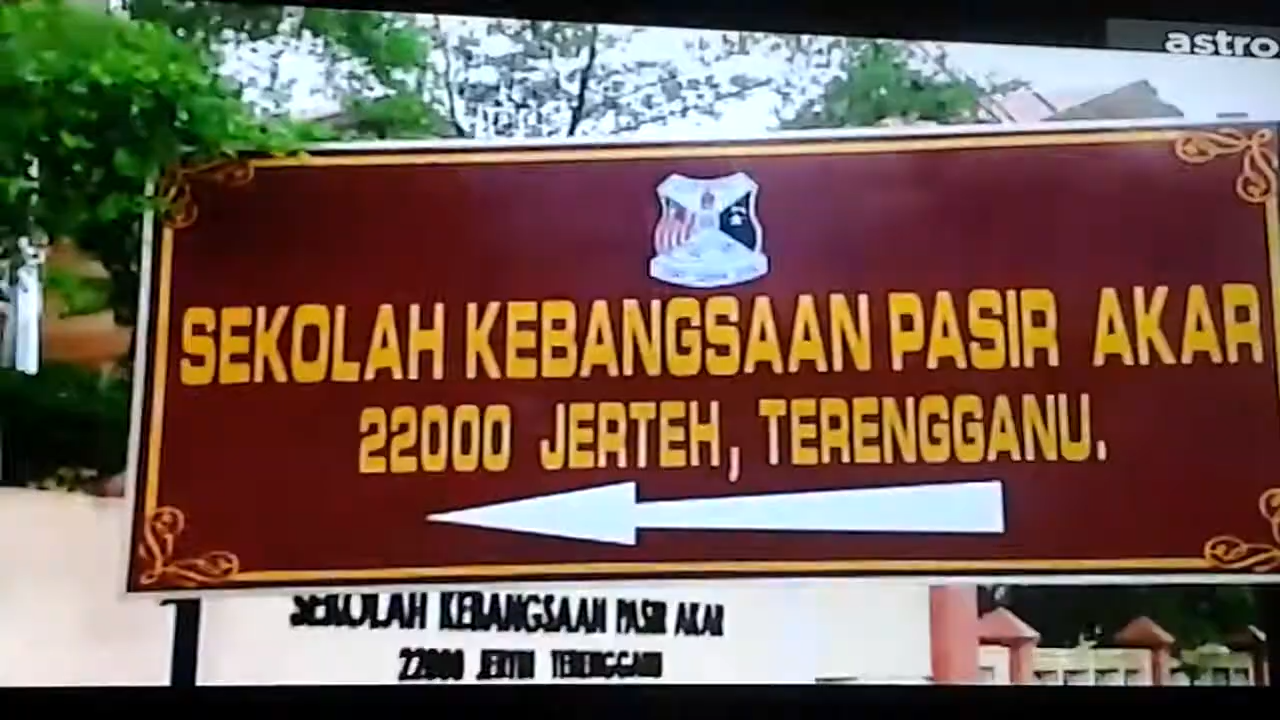 astro
SEKOLAH KEBANGSAAN PASIR AKAR
22000 JERTEH, TERENGGANU.
SEKOLAH KEBANGSAAN PASIR AKAR
22000 JERTEH TERENGGANU